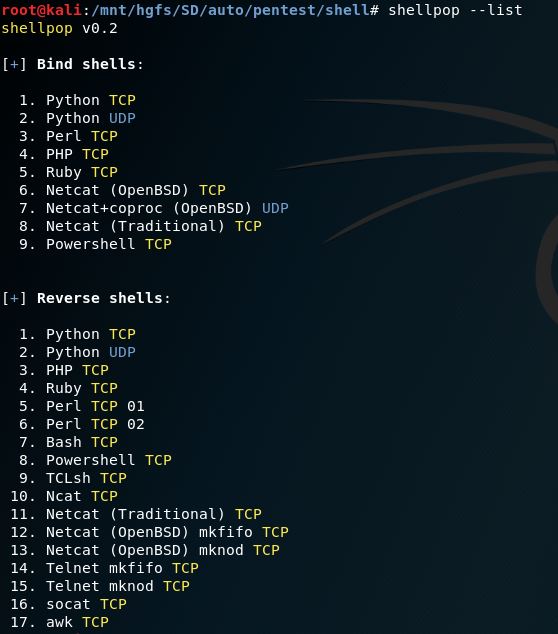 root@kali:/mnt/hgfs/SD/auto/pentest/shell# shellpop --list
shellpop v0.2
[+] Bind shells:
1. Python TCP
2. Python UDP
3. Perl TCP
4. PHP TCP
5. Ruby TCP
6. Netcat (OpenBSD) TCP
7. Netcat+coproc (OpenBSD) UDP
8. Netcat (Traditional) TCP
9. Powershell TCP
[+] Reverse shells:
1. Python TCP
2. Python UDP
3. PHP TCP
4. Ruby TCP
5. Perl TCP 01
6. Perl TCP 02
7. Bash TCP
8. Powershell TCP
9. TCLsh TCP
10. Ncat TCP
11. Netcat (Traditional) TCP
12. Netcat (OpenBSD) mkfifo TCP
13. Netcat (OpenBSD) mknod TCP
14. Telnet mkfifo TCP
15. Telnet mknod TCP
16. socat TCP
17. awk TCP